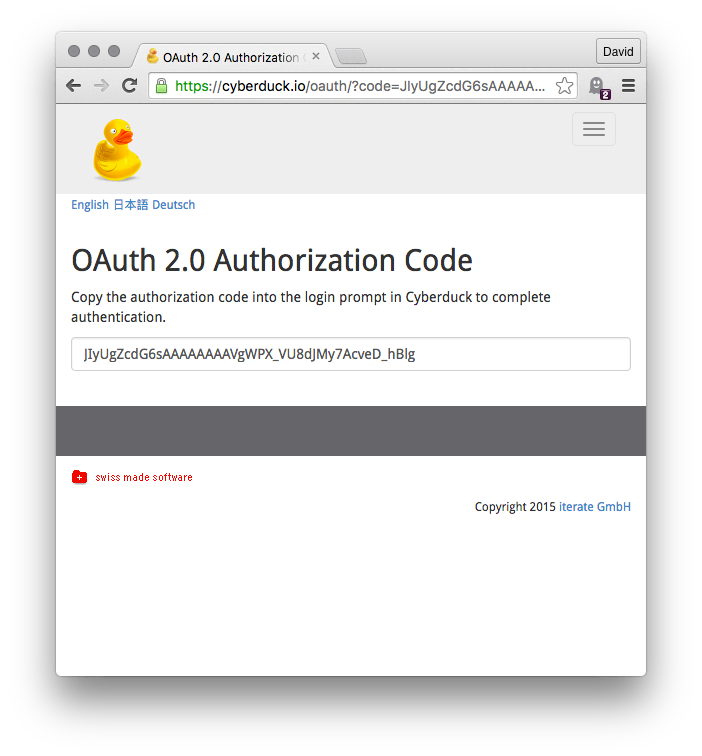 OAuth 2.0 Authorization
David
https://cyberduck.io/oauth/?code=JIyUgZcdG6sAAAAA...
2
English 日本語 Deutsch
OAuth 2.0 Authorization Code
Copy the authorization code into the login prompt in Cyberduck to complete
authentication.
JIyUgZcdG6sAAAAAAAAVgWPX_VU8dJMy7AcveD_hBlg
swiss made software
Copyright 2015 iterate GmbH